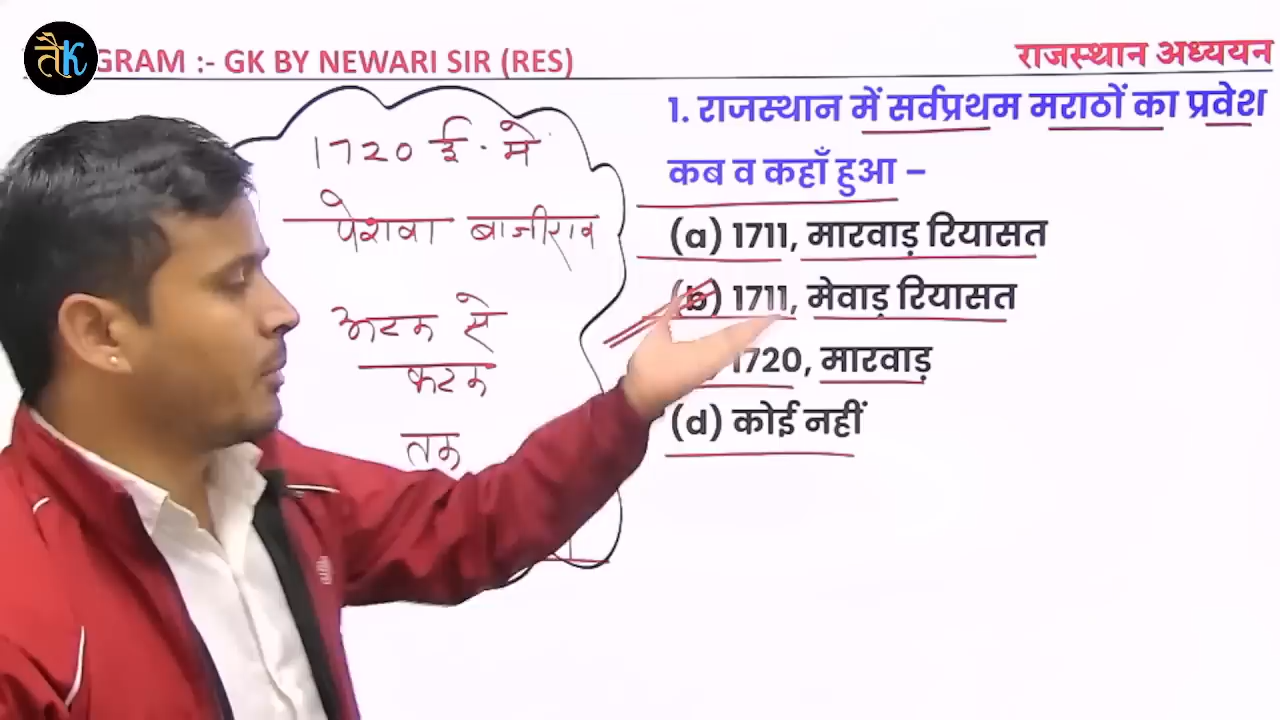 तैK
GRAM :- GK BY NEWARI SIR (RES)
राजस्थान अध्ययन
1720 ई. में
पेशवा बाजीराव
अटक से
कटक
तक
1. राजस्थान में सर्वप्रथम मराठों का प्रवेश
कब व कहाँ हुआ –
(a) 1711, मारवाड़ रियासत
(b) 1711, मेवाड़ रियासत
1720, मारवाड़
(d) कोई नहीं